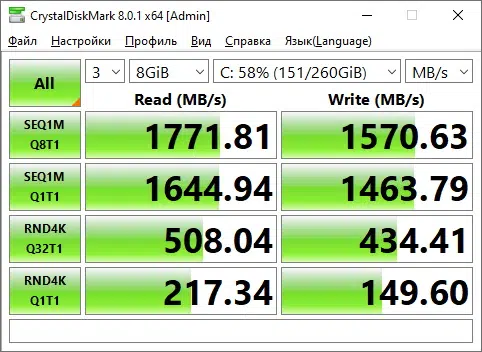 CrystalDiskMark 8.0.1 x64 [Admin]
Файл Настройки Профиль Вид Справка Язык(Language)
All 3 8GiB C: 58% (151/260GiB) MB/s
Read (MB/s) Write (MB/s)
SEQ1M Q8T1 1771.81 1570.63
SEQ1M Q1T1 1644.94 1463.79
RND4K Q32T1 508.04 434.41
RND4K Q1T1 217.34 149.60